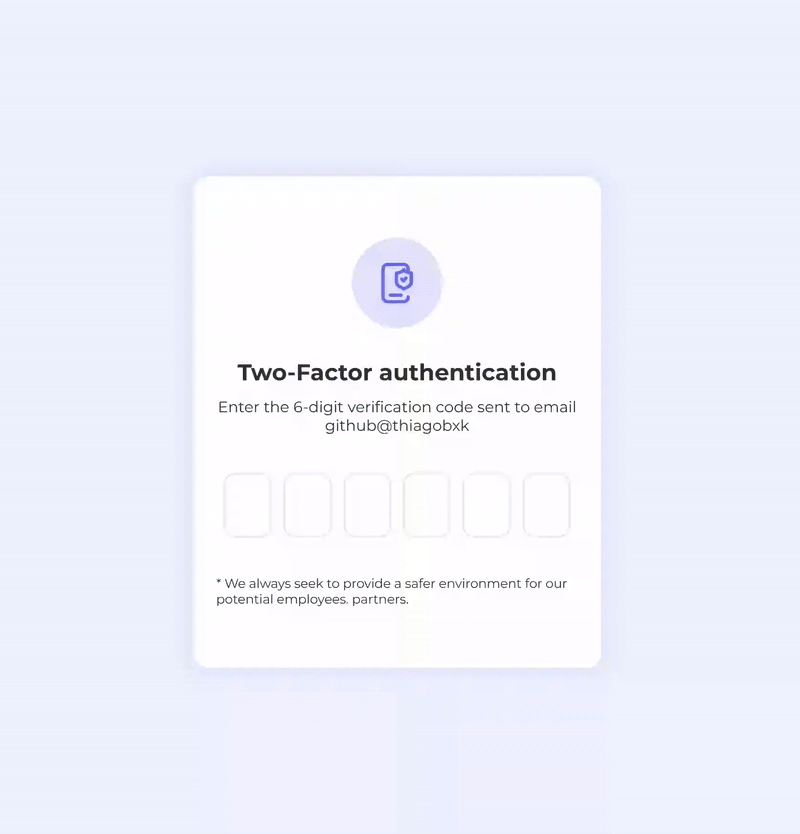 Two-Factor authentication
Enter the 6-digit verification code sent to email
github@thiagobxk
* We always seek to provide a safer environment for our
potential employees. partners.